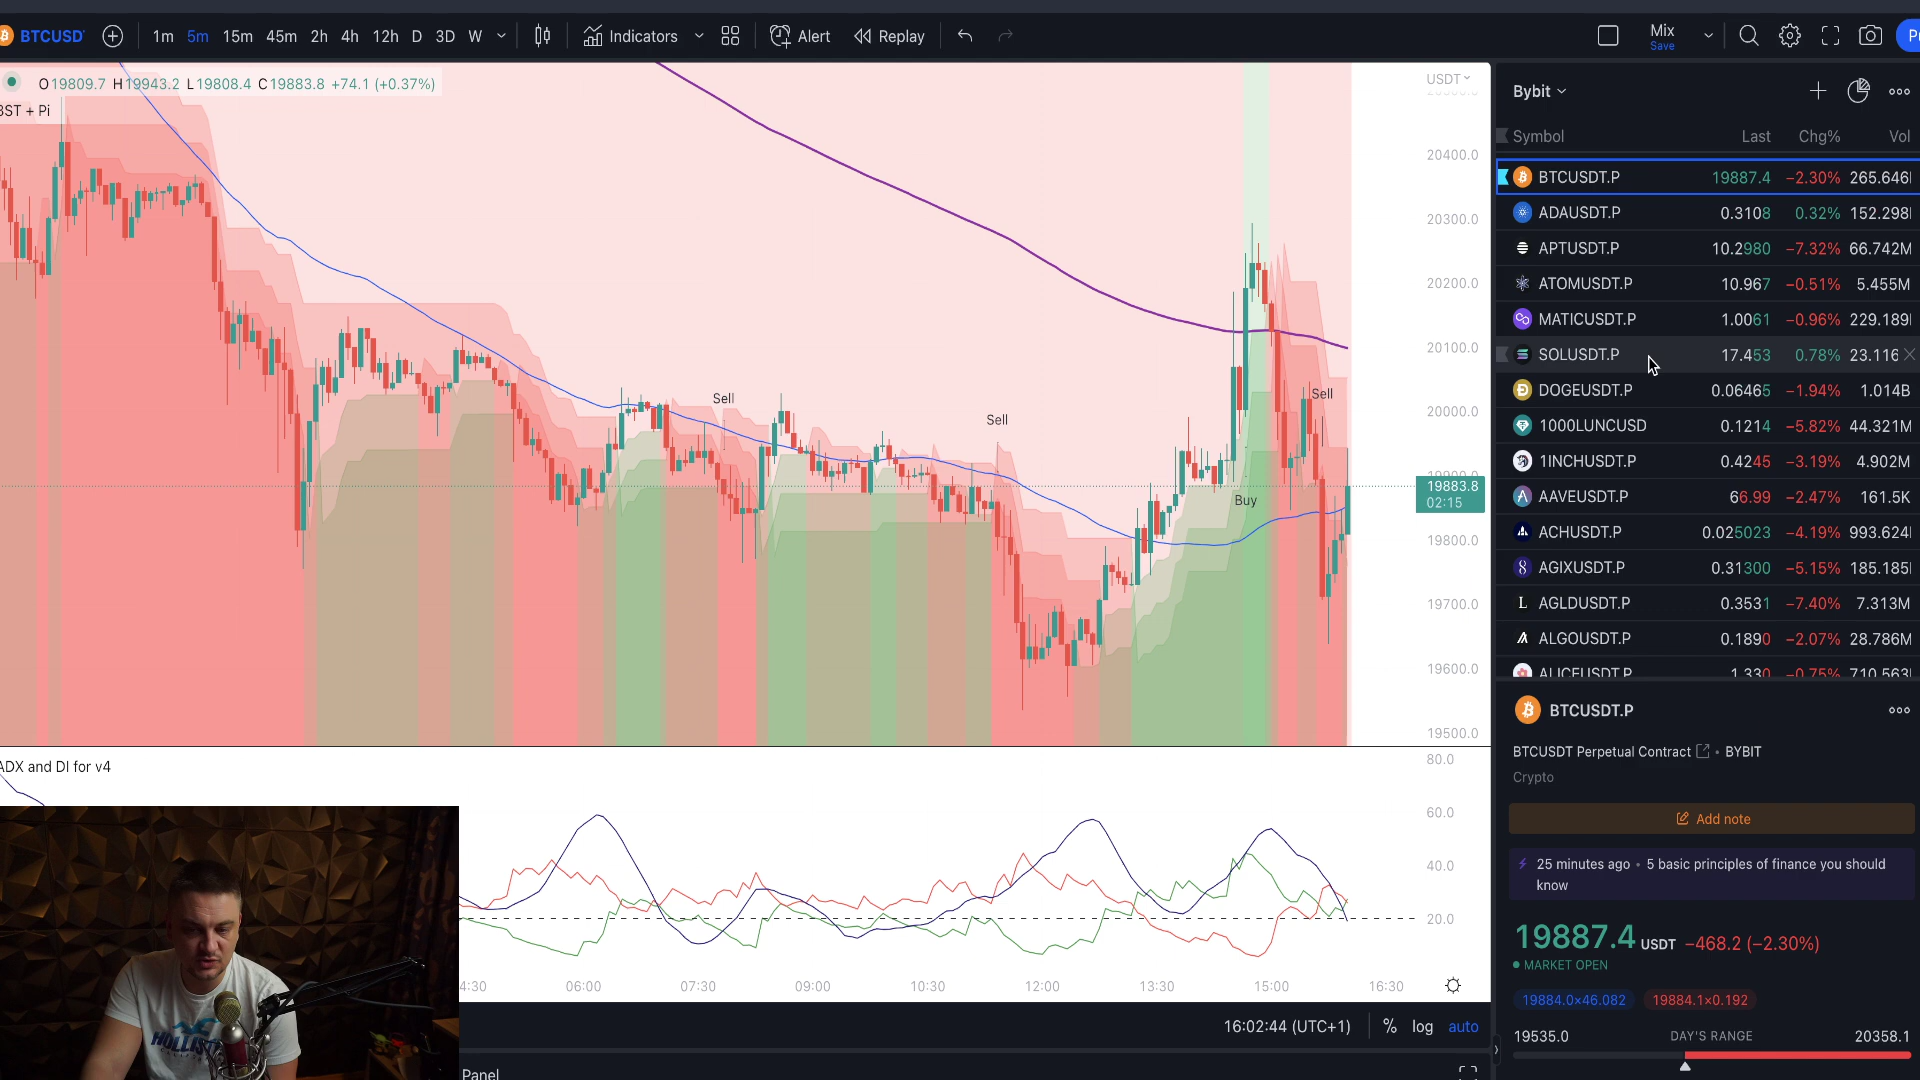 BTCUSD 1m 5m 15m 45m 2h 4h 12h D 3D W Indicators Alert Replay Mix
Save
O19809.7 H19943.2 L19808.4 C19883.8 +74.1 (+0.37%)
BST + Pi
USDT
20400.0
20300.0
20200.0
20100.0
20000.0
19883.8
02:15
19800.0
19700.0
19600.0
19500.0
Sell
Sell
Sell
Buy
ADX and DI for v4
80.0
60.0
40.0
20.0
4:30 06:00 07:30 09:00 10:30 12:00 13:30 15:00 16:30
16:02:44 (UTC+1) % log auto
Panel
HOLLIST
Bybit
Symbol Last Chg% Vol
BTCUSDT.P 19887.4 −2.30% 265.646
ADAUSDT.P 0.3108 0.32% 152.298
APTUSDT.P 10.2980 −7.32% 66.742M
ATOMUSDT.P 10.967 −0.51% 5.455M
MATICUSDT.P 1.0061 −0.96% 229.189
SOLUSDT.P 17.453 0.78% 23.116
DOGEUSDT.P 0.06465 −1.94% 1.014B
1000LUNCUSD 0.1214 −5.82% 44.321M
1INCHUSDT.P 0.4245 −3.19% 4.902M
AAVEUSDT.P 66.99 −2.47% 161.5K
ACHUSDT.P 0.025023 −4.19% 993.624
AGIXUSDT.P 0.31300 −5.15% 185.185
AGLDUSDT.P 0.3531 −7.40% 7.313M
ALGOUSDT.P 0.1890 −2.07% 28.786M
ALICEUSDT.P 1.330 −0.75% 710.563
BTCUSDT.P
BTCUSDT Perpetual Contract • BYBIT
Crypto
Add note
25 minutes ago • 5 basic principles of finance you should
know
19887.4 USDT −468.2 (−2.30%)
MARKET OPEN
19884.0×46.082 19884.1×0.192
19535.0 DAY'S RANGE 20358.1